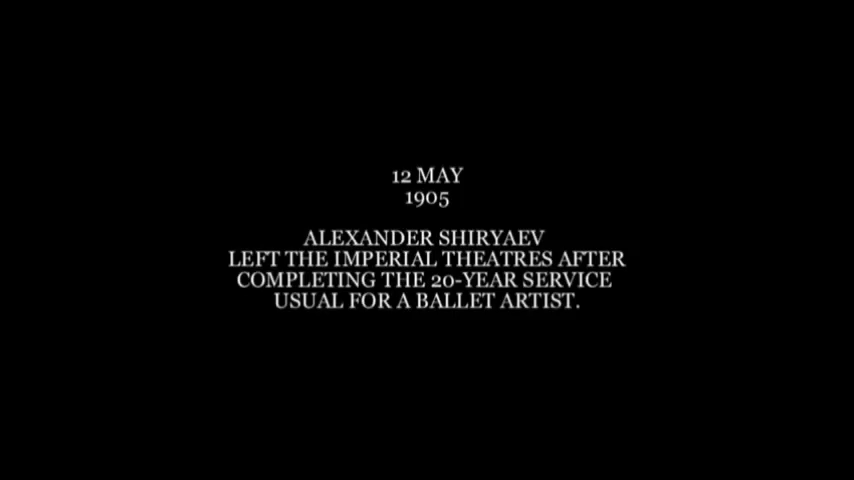 12 MAY
1905
ALEXANDER SHIRYAEV
LEFT THE IMPERIAL THEATRES AFTER
COMPLETING THE 20-YEAR SERVICE
USUAL FOR A BALLET ARTIST.